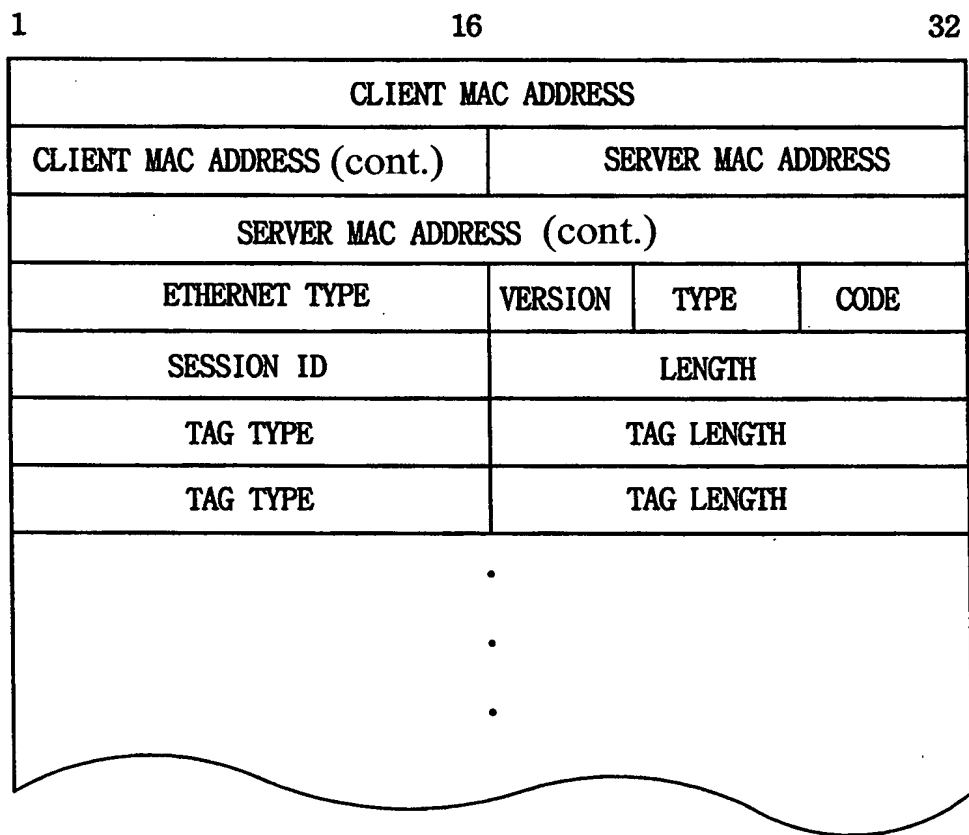 1 16 32
CLIENT MAC ADDRESS
CLIENT MAC ADDRESS (cont.) SERVER MAC ADDRESS
SERVER MAC ADDRESS (cont.)
ETHERNET TYPE VERSION TYPE CODE
SESSION ID LENGTH
TAG TYPE TAG LENGTH
TAG TYPE TAG LENGTH